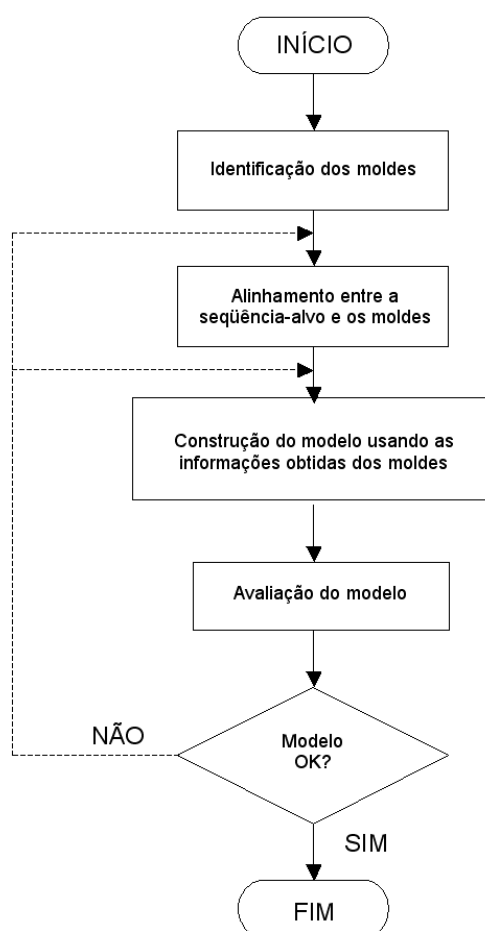 INÍCIO
Identificação dos moldes
Alinhamento entre a
seqüência-alvo e os moldes
Construção do modelo usando as
informações obtidas dos moldes
Avaliação do modelo
NÃO
Modelo
OK?
SIM
FIM